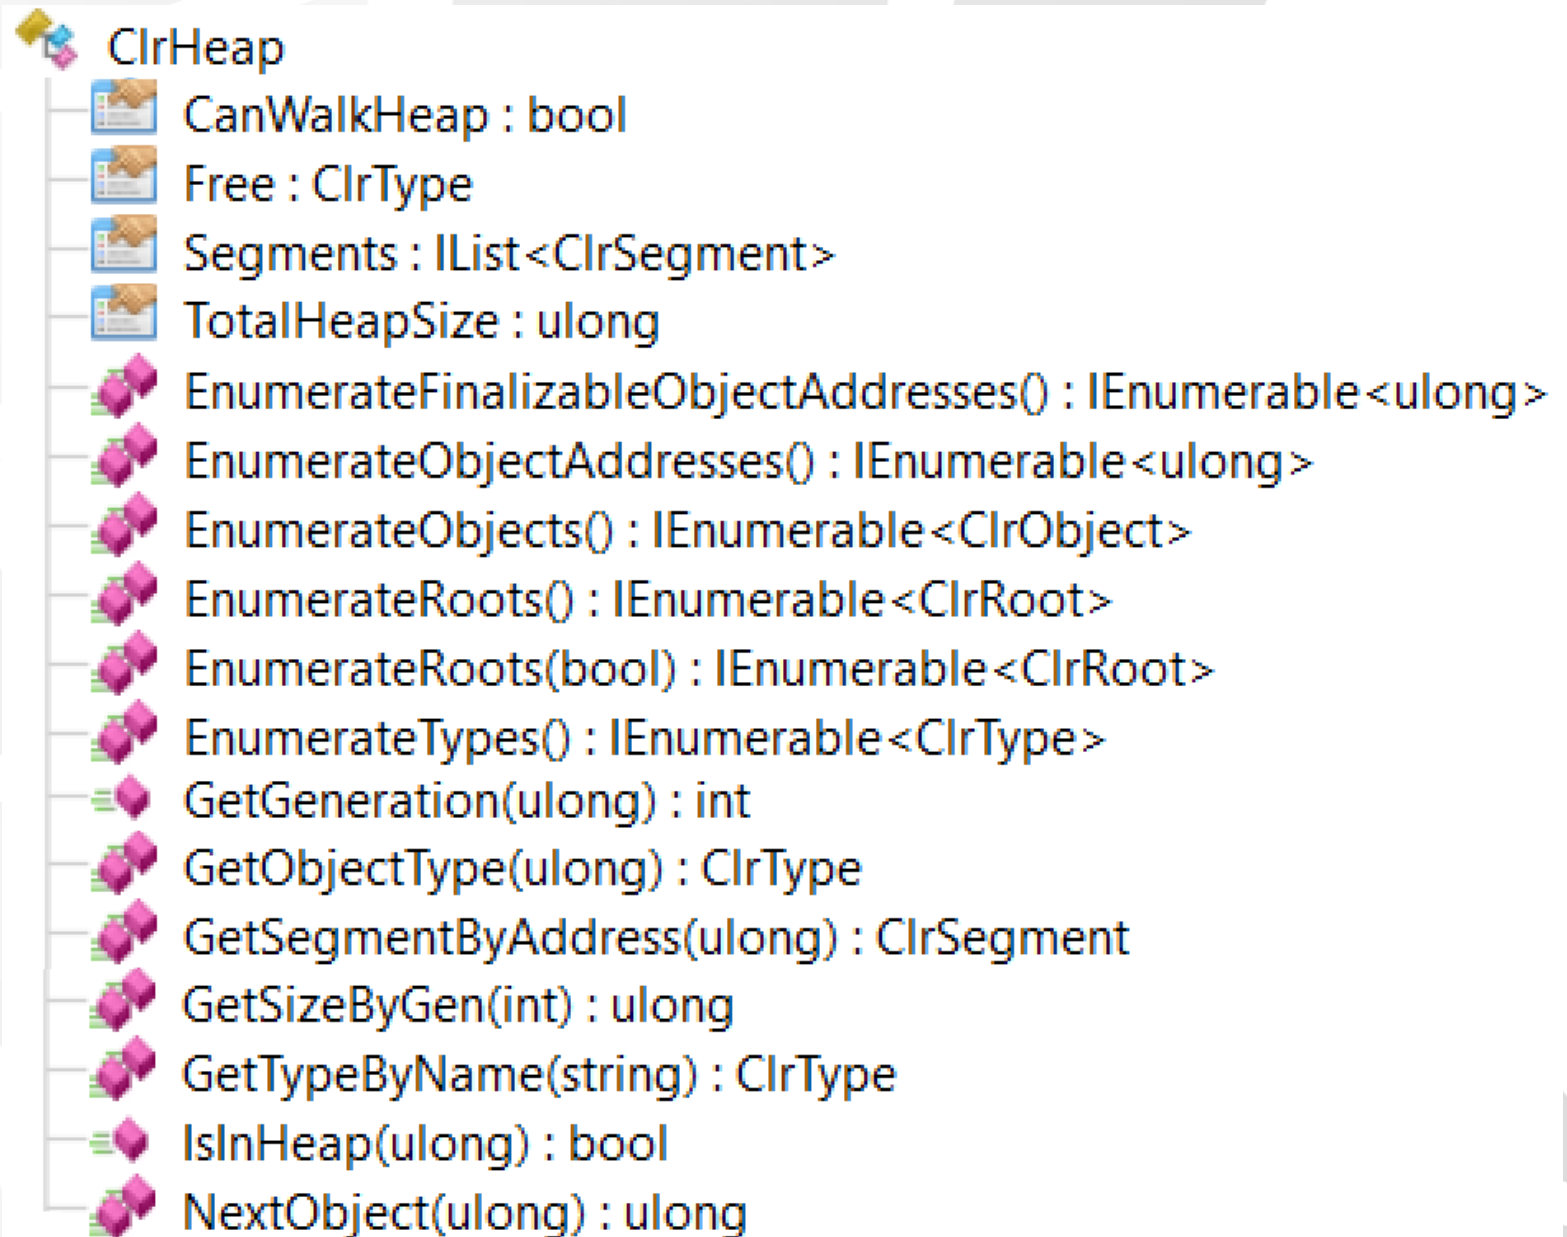 ClrHeap
CanWalkHeap : bool
Free : ClrType
Segments : IList<ClrSegment>
TotalHeapSize : ulong
EnumerateFinalizableObjectAddresses() : IEnumerable<ulong>
EnumerateObjectAddresses() : IEnumerable<ulong>
EnumerateObjects() : IEnumerable<ClrObject>
EnumerateRoots() : IEnumerable<ClrRoot>
EnumerateRoots(bool) : IEnumerable<ClrRoot>
EnumerateTypes() : IEnumerable<ClrType>
GetGeneration(ulong) : int
GetObjectType(ulong) : ClrType
GetSegmentByAddress(ulong) : ClrSegment
GetSizeByGen(int) : ulong
GetTypeByName(string) : ClrType
IsInHeap(ulong) : bool
NextObject(ulong) : ulong